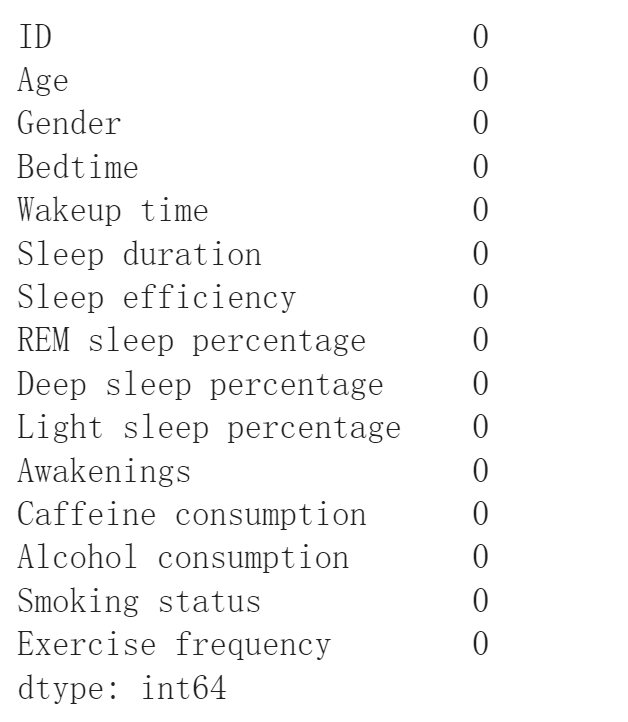 ID 0
Age 0
Gender 0
Bedtime 0
Wakeup time 0
Sleep duration 0
Sleep efficiency 0
REM sleep percentage 0
Deep sleep percentage 0
Light sleep percentage 0
Awakenings 0
Caffeine consumption 0
Alcohol consumption 0
Smoking status 0
Exercise frequency 0
dtype: int64